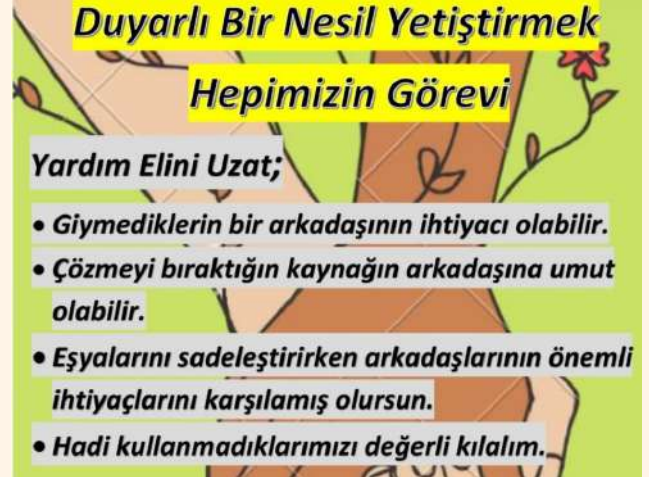 Duyarlı Bir Nesil Yetiştirmek
Hepimizin Görevi
Yardım Elini Uzat;
• Giymediklerin bir arkadaşının ihtiyacı olabilir.
• Çözmeyi bıraktığın kaynağın arkadaşına umut
olabilir.
• Eşyalarını sadeleştirirken arkadaşlarının önemli
ihtiyaçlarını karşılamış olursun.
• Hadi kullanmadıklarımızı değerli kılalım.